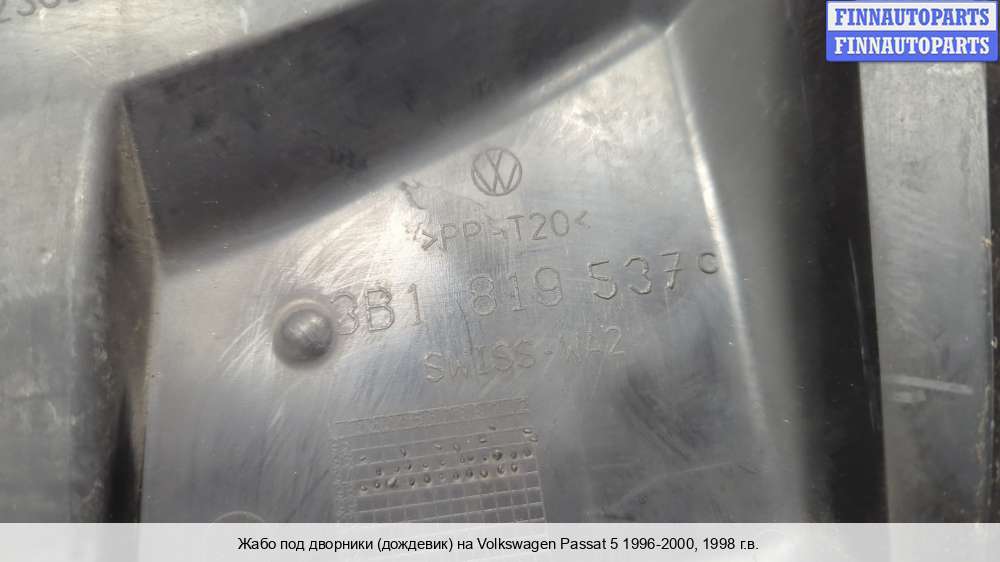 FINNAUTOPARTS
FINNAUTOPARTS
>PP-T20<
3B1 819 537 C
SWISS-W42
Жабо под дворники (дождевик) на Volkswagen Passat 5 1996-2000, 1998 г.в.